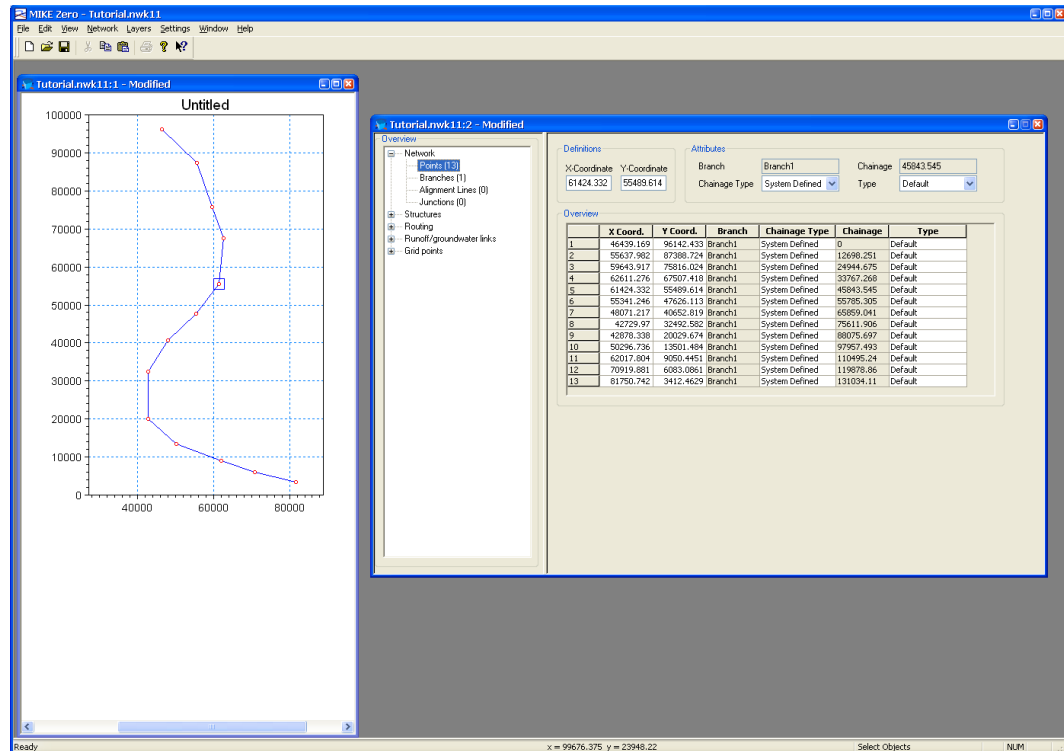 MIKE Zero - Tutorial.nwk11
File Edit View Network Layers Settings Window Help
Tutorial.nwk11:1 - Modified
Untitled
100000
90000
80000
70000
60000
50000
40000
30000
20000
10000
0
40000 60000 80000
Tutorial.nwk11:2 - Modified
Overview
Network
Points (13)
Branches (1)
Alignment Lines (0)
Junctions (0)
Structures
Routing
Runoff/groundwater links
Grid points
Definitions
X-Coordinate Y-Coordinate
61424.332 55489.614
Attributes
Branch Branch1 Chainage 45843.545
Chainage Type System Defined Type Default
Overview
X Coord. Y Coord. Branch Chainage Type Chainage Type
1 46439.169 96142.433 Branch1 System Defined 0 Default
2 55637.982 87388.724 Branch1 System Defined 12698.251 Default
3 59643.917 75816.024 Branch1 System Defined 24944.675 Default
4 62611.276 67507.418 Branch1 System Defined 33767.268 Default
5 61424.332 55489.614 Branch1 System Defined 45843.545 Default
6 55341.246 47626.113 Branch1 System Defined 55785.305 Default
7 48071.217 40652.819 Branch1 System Defined 65859.041 Default
8 42729.97 32492.582 Branch1 System Defined 75611.906 Default
9 42878.338 20029.674 Branch1 System Defined 88075.697 Default
10 50296.736 13501.484 Branch1 System Defined 97957.493 Default
11 62017.804 9050.4451 Branch1 System Defined 110495.24 Default
12 70919.881 6083.0861 Branch1 System Defined 119878.86 Default
13 81750.742 3412.4629 Branch1 System Defined 131034.11 Default
Ready x = 99676.375 y = 23948.22 Select Objects NUM